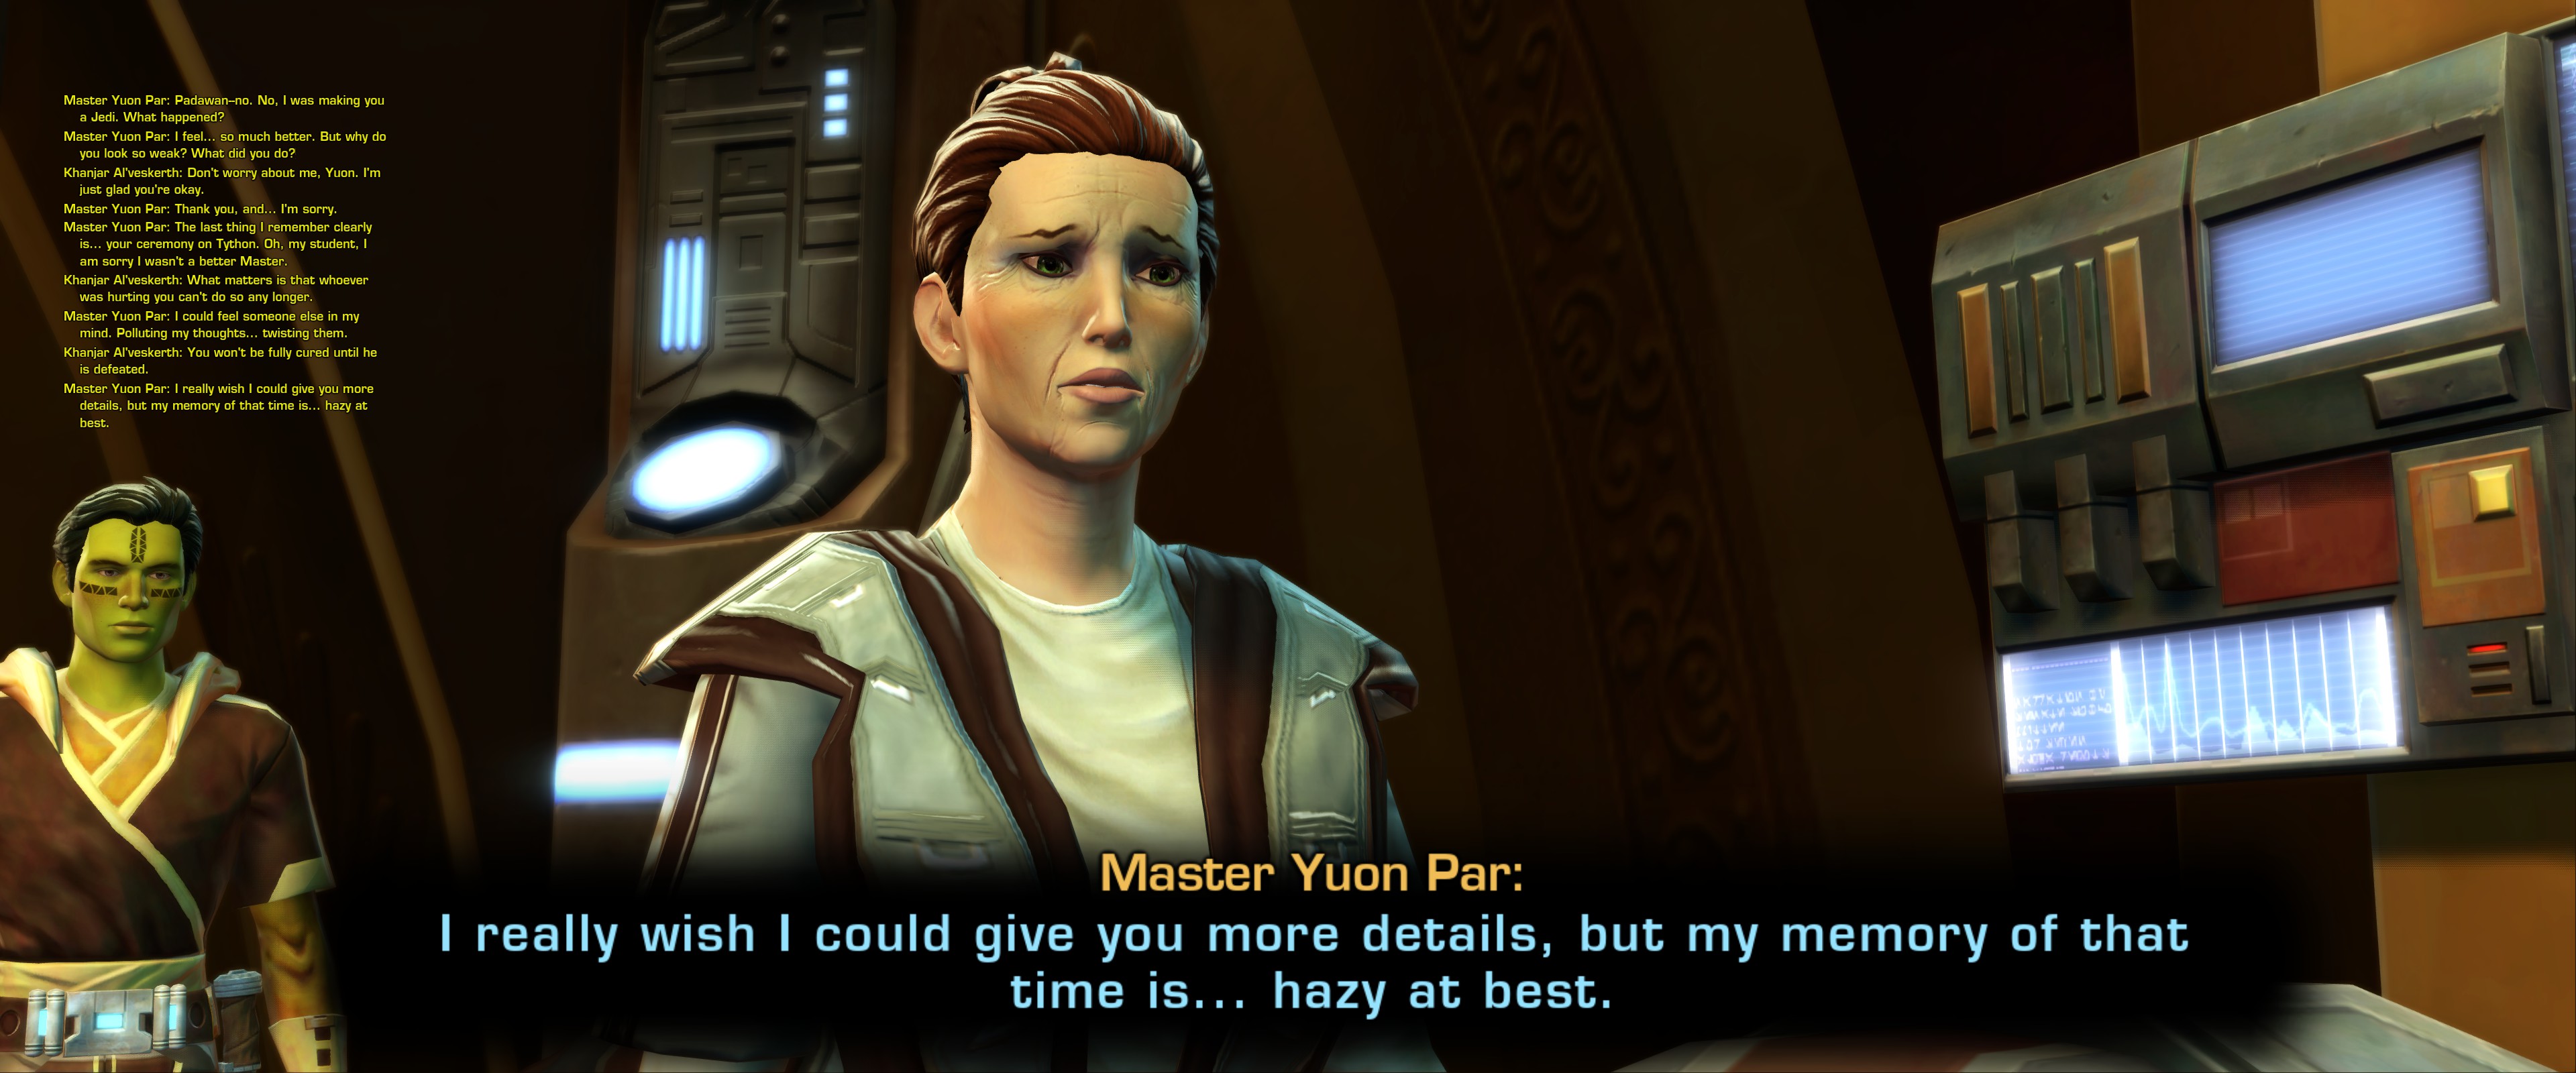 Master Yuon Par: Padawan–no. No, I was making you
a Jedi. What happened?
Master Yuon Par: I feel... so much better. But why do
you look so weak? What did you do?
Khanjar Al'veskerth: Don't worry about me, Yuon. I'm
just glad you're okay.
Master Yuon Par: Thank you, and... I'm sorry.
Master Yuon Par: The last thing I remember clearly
is... your ceremony on Tython. Oh, my student, I
am sorry I wasn't a better Master.
Khanjar Al'veskerth: What matters is that whoever
was hurting you can't do so any longer.
Master Yuon Par: I could feel someone else in my
mind. Polluting my thoughts... twisting them.
Khanjar Al'veskerth: You won't be fully cured until he
is defeated.
Master Yuon Par: I really wish I could give you more
details, but my memory of that time is... hazy at
best.
Master Yuon Par:
I really wish I could give you more details, but my memory of that
time is... hazy at best.